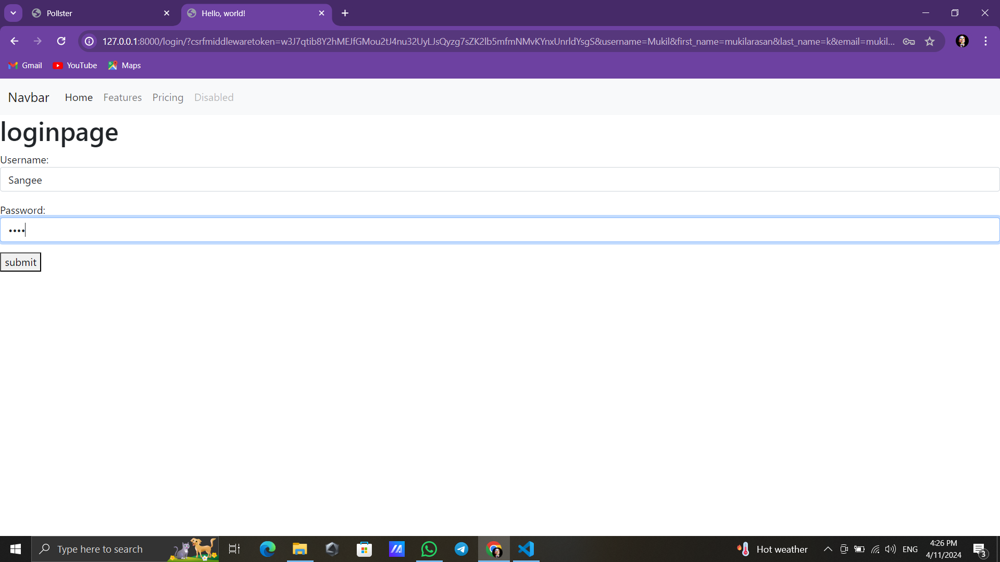 Pollster
Hello, world!
127.0.0.1:8000/login/?csrfmiddlewaretoken=w3J7qtib8Y2hMEJfGMou2tJ4nu32UyLJsQyzg7sZK2lb5mfmNMvKYnxUnrldYsgS&username=Mukil&first_name=mukilarasan&last_name=k&email=mukil...
Gmail YouTube Maps
Navbar Home Features Pricing Disabled
loginpage
Username:
Sangee
Password:
••••
submit
Type here to search
Hot weather
ENG
4:26 PM
4/11/2024
3